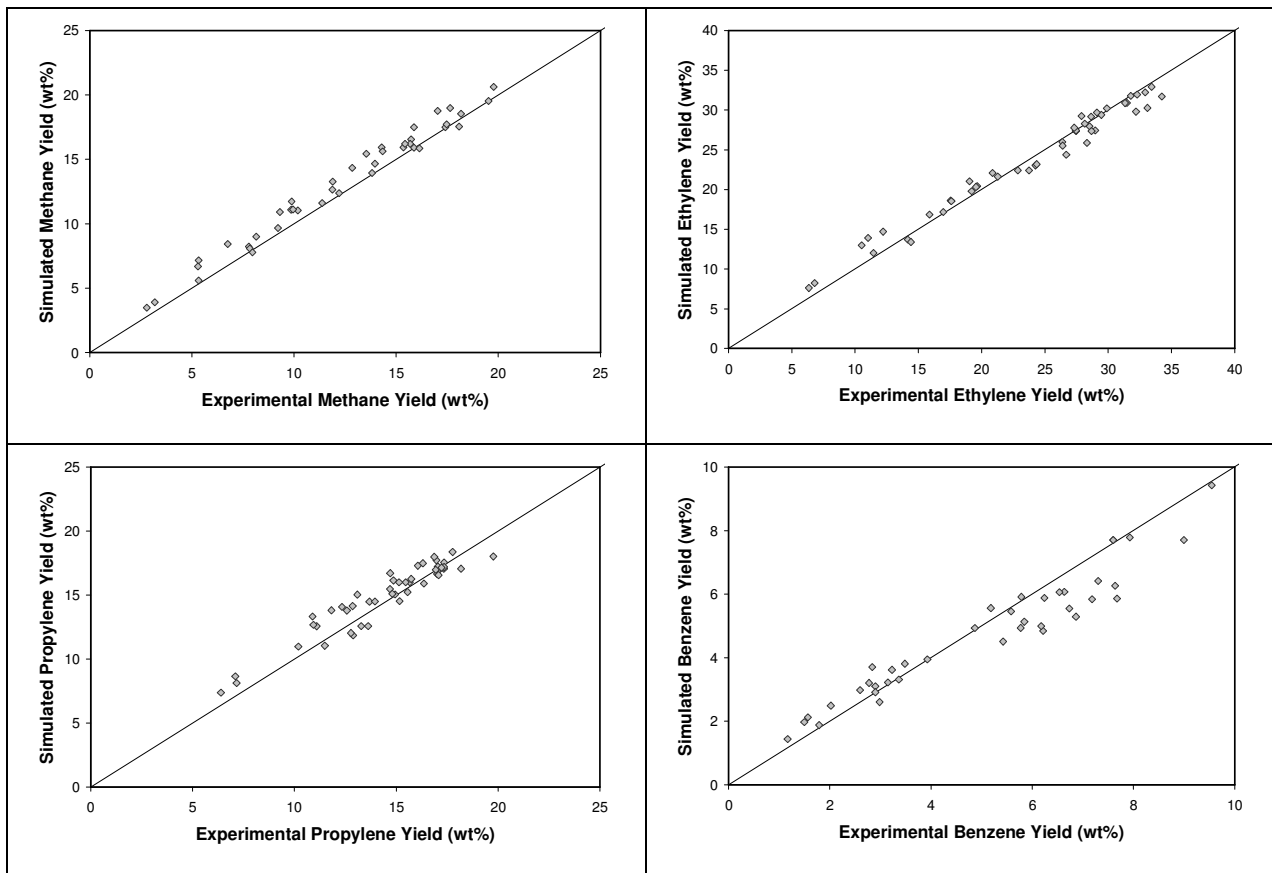 25
20
15
10
5
0
0 5 10 15 20 25
Simulated Methane Yield (wt%)
Experimental Methane Yield (wt%)
40
35
30
25
20
15
10
5
0
0 5 10 15 20 25 30 35 40
Simulated Ethylene Yield (wt%)
Experimental Ethylene Yield (wt%)
25
20
15
10
5
0
0 5 10 15 20 25
Simulated Propylene Yield (wt%)
Experimental Propylene Yield (wt%)
10
8
6
4
2
0
0 2 4 6 8 10
Simulated Benzene Yield (wt%)
Experimental Benzene Yield (wt%)